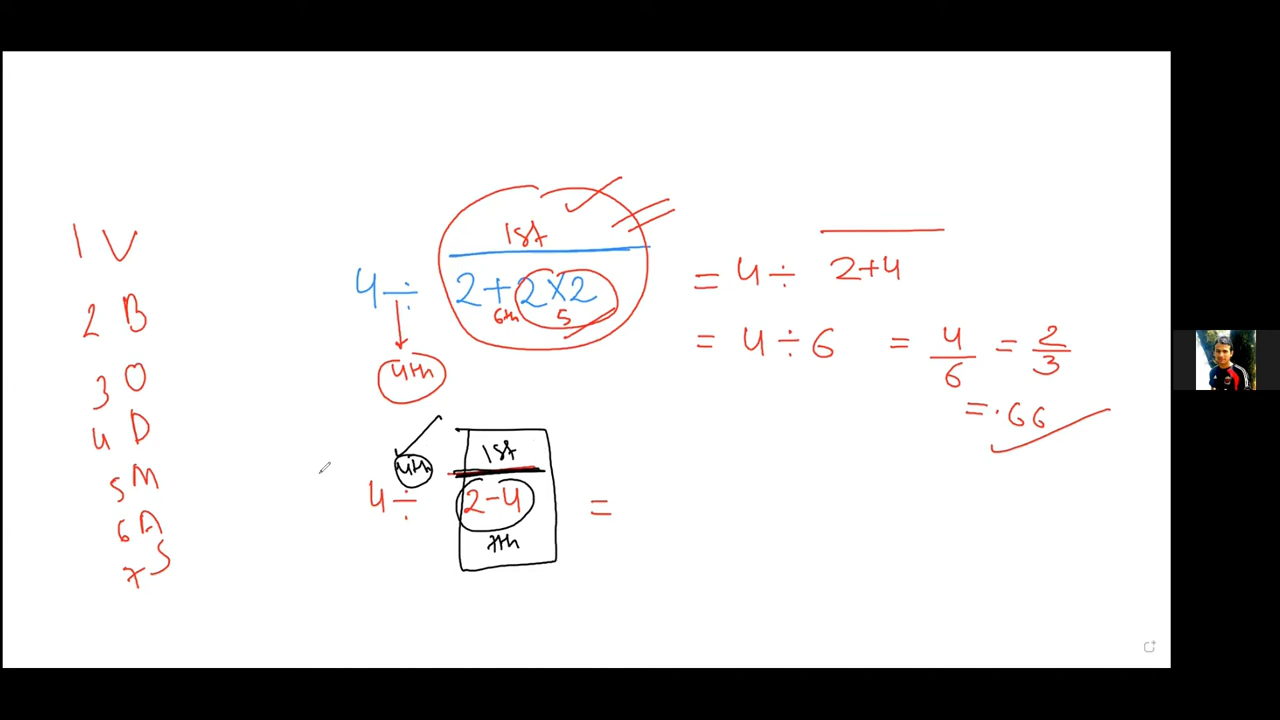 1 V
2 B
3 O
4 D
5 M
6 A
7 S
1st
4 ÷ 2+2×2
6th 5
4th
= 4 ÷ 2+4
= 4 ÷ 6 = 4/6 = 2/3
= .66
4th 1st
4 ÷ 2-4 =
7th